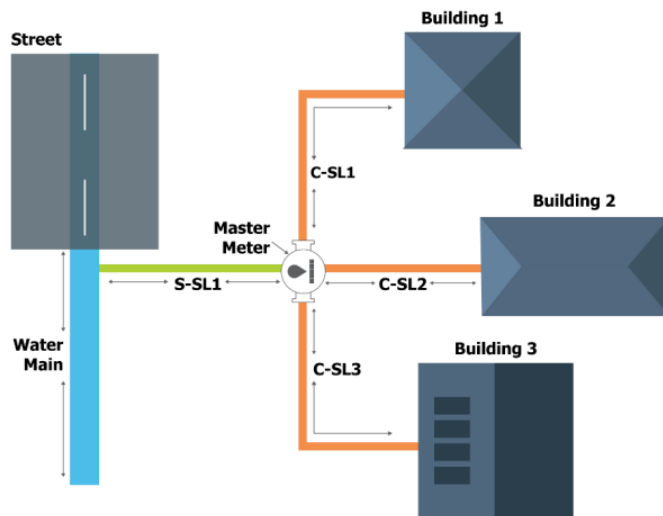 Street
Building 1
C-SL1
Building 2
Master
Meter
S-SL1
C-SL2
Water
Main
Building 3
C-SL3